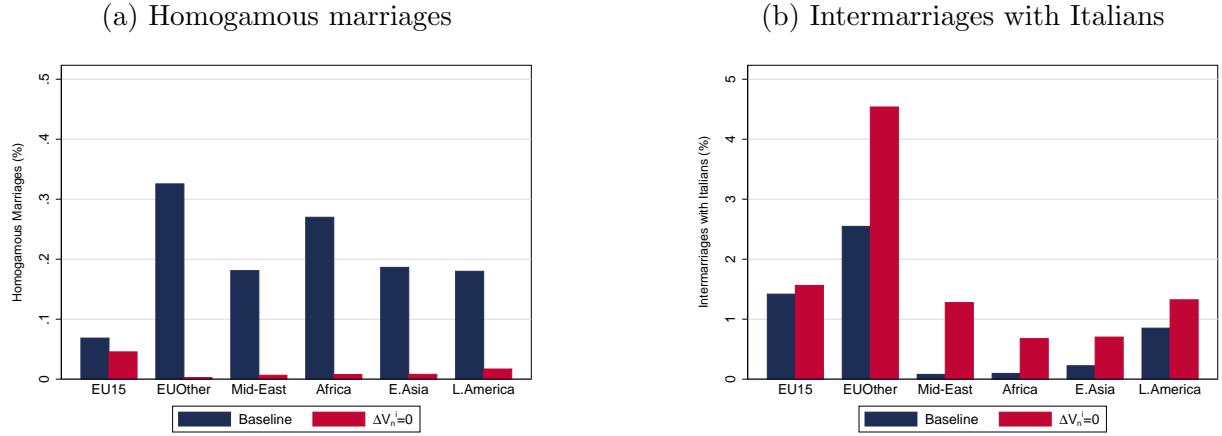 (a) Homogamous marriages
Homogamous Marriages (%)
.5
.4
.3
.2
.1
0
EU15 EUOther Mid-East Africa E.Asia L.America
Baseline ΔVₙⁱ=0
(b) Intermarriages with Italians
Intermarriages with Italians (%)
5
4
3
2
1
0
EU15 EUOther Mid-East Africa E.Asia L.America
Baseline ΔVₙⁱ=0